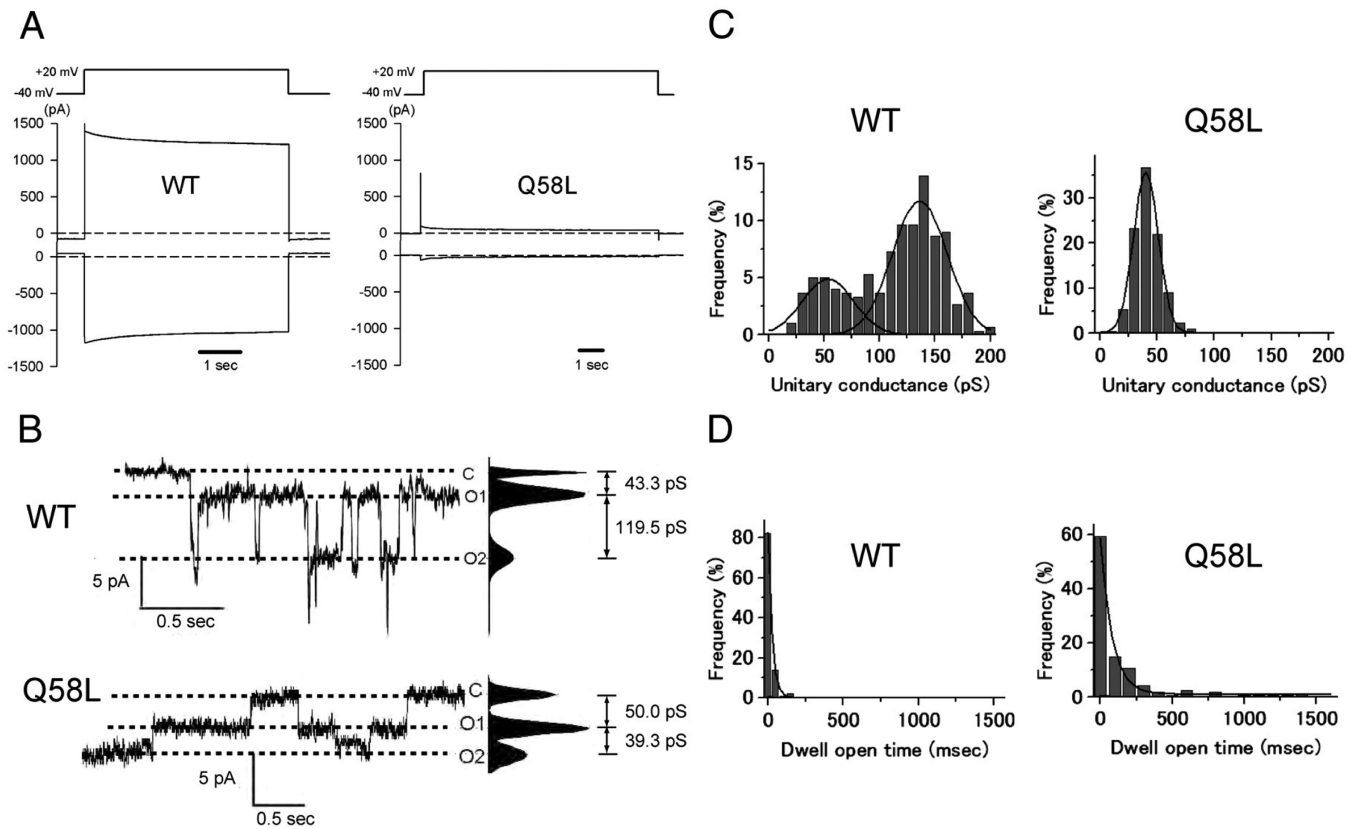 A
+20 mV
-40 mV
(pA)
1500
1000
500
0
0
-500
-1000
-1500
WT
1 sec
+20 mV
-40 mV
(pA)
1500
1000
500
0
0
-500
-1000
-1500
Q58L
1 sec
B
WT
C
O1
O2
43.3 pS
119.5 pS
5 pA
0.5 sec
Q58L
C
O1
O2
50.0 pS
39.3 pS
5 pA
0.5 sec
C
WT
Frequency (%)
15
10
5
0
0 50 100 150 200
Unitary conductance (pS)
Q58L
Frequency (%)
30
20
10
0
0 50 100 150 200
Unitary conductance (pS)
D
WT
Frequency (%)
80
60
40
20
0
0 500 1000 1500
Dwell open time (msec)
Q58L
Frequency (%)
60
40
20
0
0 500 1000 1500
Dwell open time (msec)